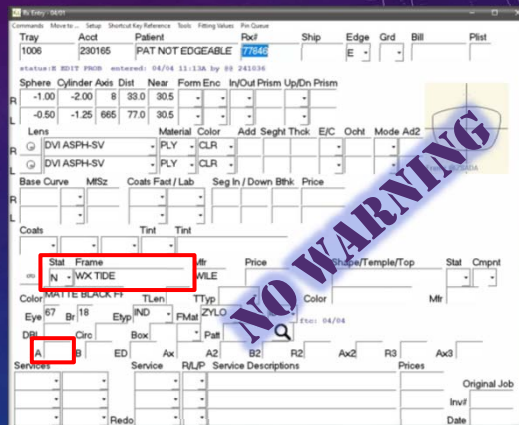 Rx Entry - 04/01
Commands Move to ... Setup Shortcut Key Reference Tools Fitting Values Pin Queue
Tray Acct Patient Rx# Ship Edge Grd Bill Plist
1006 230165 PAT NOT EDGEABLE 77846 E
status:E EDIT PROB entered: 04/04 11:13A by @@ 241036
Sphere Cylinder Axis Dist Near Form Enc In/Out Prism Up/Dn Prism
R -1.00 -2.00 8 33.0 30.5
L -0.50 -1.25 665 77.0 30.5
Lens Material Color Add Seght Thck E/C Ocht Mode Ad2
R DVI ASPH-SV PLY CLR
L DVI ASPH-SV PLY CLR
Base Curve MfSz Coats Fast / Lab Seg In / Down Bthk Price
R
L
Coats Tint Tint
NO WARNING
Stat Frame Mfr Price Shape/Temple/Top Stat Cmpnt
N WX TIDE WILE
Color MATTE BLACK FF TLen TTyp Color Mfr
Eye 67 Br 18 Etyp IND FMat ZYLO ftc: 04/04
DBL Circ Box Patt
A B ED Ax A2 B2 R2 Ax2 R3 Ax3
Services Service R/L/P Service Descriptions Prices
Original Job
Inv#
Redo Date